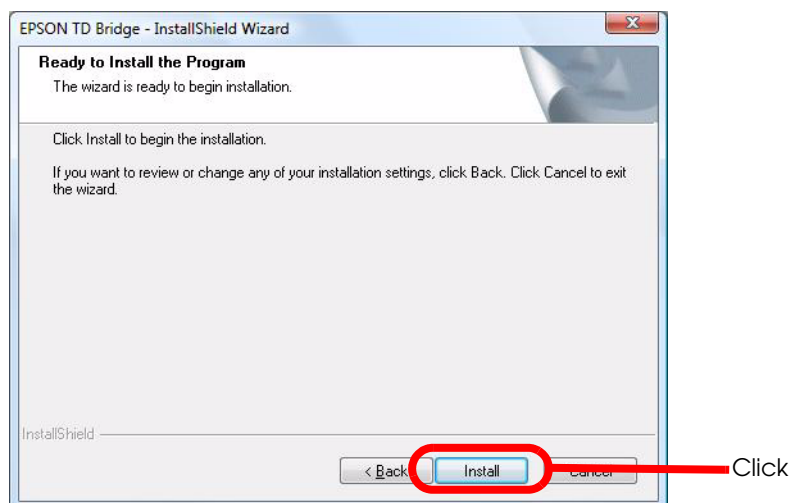 EPSON TD Bridge - InstallShield Wizard
Ready to Install the Program
The wizard is ready to begin installation.
Click Install to begin the installation.
If you want to review or change any of your installation settings, click Back. Click Cancel to exit
the wizard.
InstallShield
< Back Install Cancel
Click